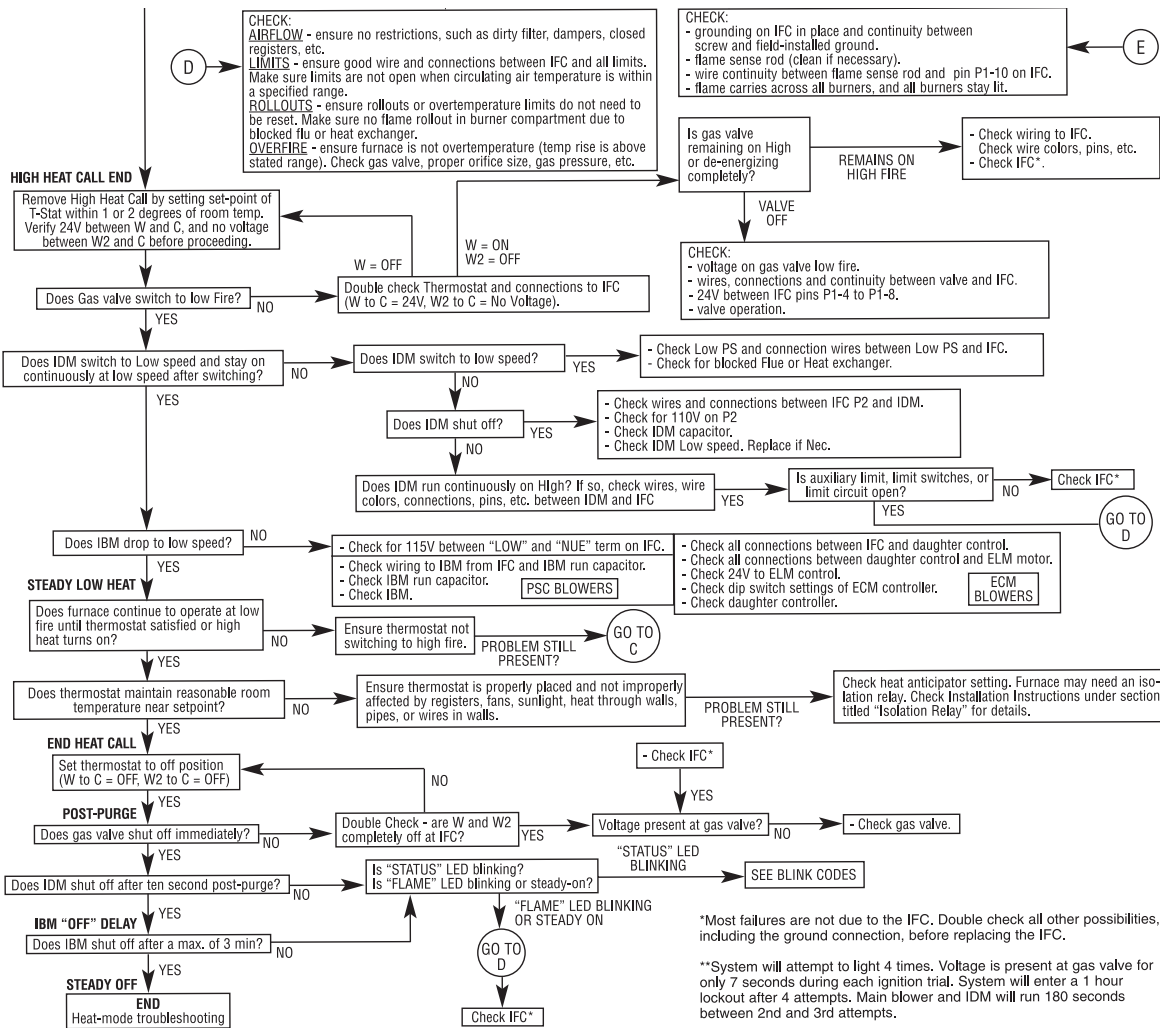 CHECK:
AIRFLOW - ensure no restrictions, such as dirty filter, dampers, closed
registers, etc.
LIMITS - ensure good wire and connections between IFC and all limits.
Make sure limits are not open when circulating air temperature is within
a specified range.
ROLLOUTS - ensure rollouts or overtemperature limits do not need to
be reset. Make sure no flame rollout in burner compartment due to
blocked flu or heat exchanger.
OVERFIRE - ensure furnace is not overtemperature (temp rise is above
stated range). Check gas valve, proper orifice size, gas pressure, etc.
D
CHECK:
- grounding on IFC in place and continuity between
screw and field-installed ground.
- flame sense rod (clean if necessary).
- wire continuity between flame sense rod and pin P1-10 on IFC.
- flame carries across all burners, and all burners stay lit.
E
HIGH HEAT CALL END
Remove High Heat Call by setting set-point of
T-Stat within 1 or 2 degrees of room temp.
Verify 24V between W and C, and no voltage
between W2 and C before proceeding.
Is gas valve
remaining on High
or de-energizing
completely?
REMAINS ON
HIGH FIRE
- Check wiring to IFC.
Check wire colors, pins, etc.
- Check IFC*.
VALVE
OFF
CHECK:
- voltage on gas valve low fire.
- wires, connections and continuity between valve and IFC.
- 24V between IFC pins P1-4 to P1-8.
- valve operation.
W = ON
W2 = OFF
W = OFF
Does Gas valve switch to low Fire?
NO
YES
Double check Thermostat and connections to IFC
(W to C = 24V, W2 to C = No Voltage).
Does IDM switch to Low speed and stay on
continuously at low speed after switching?
NO
YES
Does IDM switch to low speed?
YES
NO
- Check Low PS and connection wires between Low PS and IFC.
- Check for blocked Flue or Heat exchanger.
Does IDM shut off?
YES
NO
- Check wires and connections between IFC P2 and IDM.
- Check for 110V on P2
- Check IDM capacitor.
- Check IDM Low speed. Replace if Nec.
Does IDM run continuously on HIgh? If so, check wires, wire
colors, connections, pins, etc. between IDM and IFC
YES
Is auxiliary limit, limit switches, or
limit circuit open?
NO
Check IFC*
YES
GO TO
D
Does IBM drop to low speed?
NO
YES
- Check for 115V between “LOW” and “NUE” term on IFC.
- Check wiring to IBM from IFC and IBM run capacitor.
- Check IBM run capacitor.
- Check IBM.
PSC BLOWERS
- Check all connections between IFC and daughter control.
- Check all connections between daughter control and ELM motor.
- Check 24V to ELM control.
- Check dip switch settings of ECM controller.
- Check daughter controller.
ECM
BLOWERS
STEADY LOW HEAT
Does furnace continue to operate at low
fire until thermostat satisfied or high
heat turns on?
NO
YES
Ensure thermostat not
switching to high fire.
PROBLEM STILL
PRESENT?
GO TO
C
Does thermostat maintain reasonable room
temperature near setpoint?
NO
YES
Ensure thermostat is properly placed and not improperly
affected by registers, fans, sunlight, heat through walls,
pipes, or wires in walls.
PROBLEM STILL
PRESENT?
Check heat anticipator setting. Furnace may need an iso-
lation relay. Check Installation Instructions under section
titled “Isolation Relay” for details.
END HEAT CALL
Set thermostat to off position
(W to C = OFF, W2 to C = OFF)
NO
YES
- Check IFC*
YES
POST-PURGE
Does gas valve shut off immediately?
NO
YES
Double Check - are W and W2
completely off at IFC?
YES
Voltage present at gas valve?
NO
- Check gas valve.
Does IDM shut off after ten second post-purge?
NO
YES
Is “STATUS” LED blinking?
Is “FLAME” LED blinking or steady-on?
“STATUS” LED
BLINKING
SEE BLINK CODES
“FLAME” LED BLINKING
OR STEADY ON
GO TO
D
Check IFC*
IBM “OFF” DELAY
Does IBM shut off after a max. of 3 min?
NO
YES
STEADY OFF
END
Heat-mode troubleshooting
*Most failures are not due to the IFC. Double check all other possibilities,
including the ground connection, before replacing the IFC.
**System will attempt to light 4 times. Voltage is present at gas valve for
only 7 seconds during each ignition trial. System will enter a 1 hour
lockout after 4 attempts. Main blower and IDM will run 180 seconds
between 2nd and 3rd attempts.